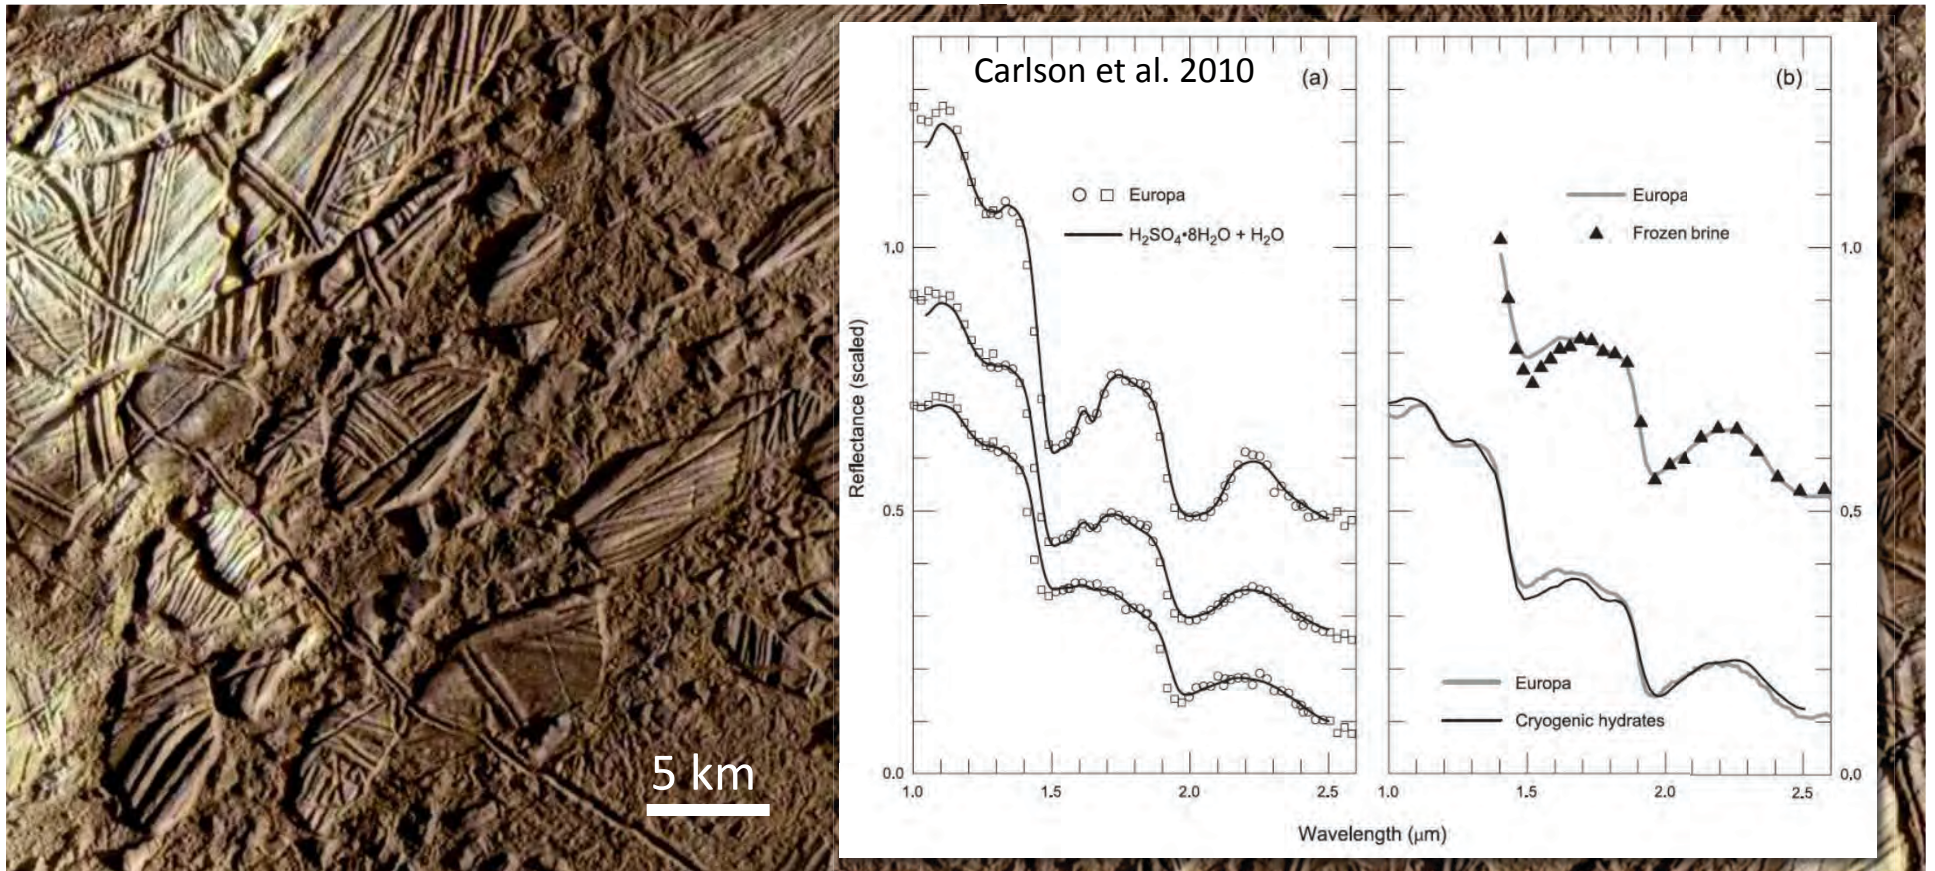 5 km
Carlson et al. 2010
(a)
Europa
H₂SO₄•8H₂O + H₂O
Reflectance (scaled)
1.0
0.5
0.0
1.0
1.5
2.0
2.5
(b)
Europa
Frozen brine
Europa
Cryogenic hydrates
1.0
0.5
0.0
1.0
1.5
2.0
2.5
Wavelength (μm)